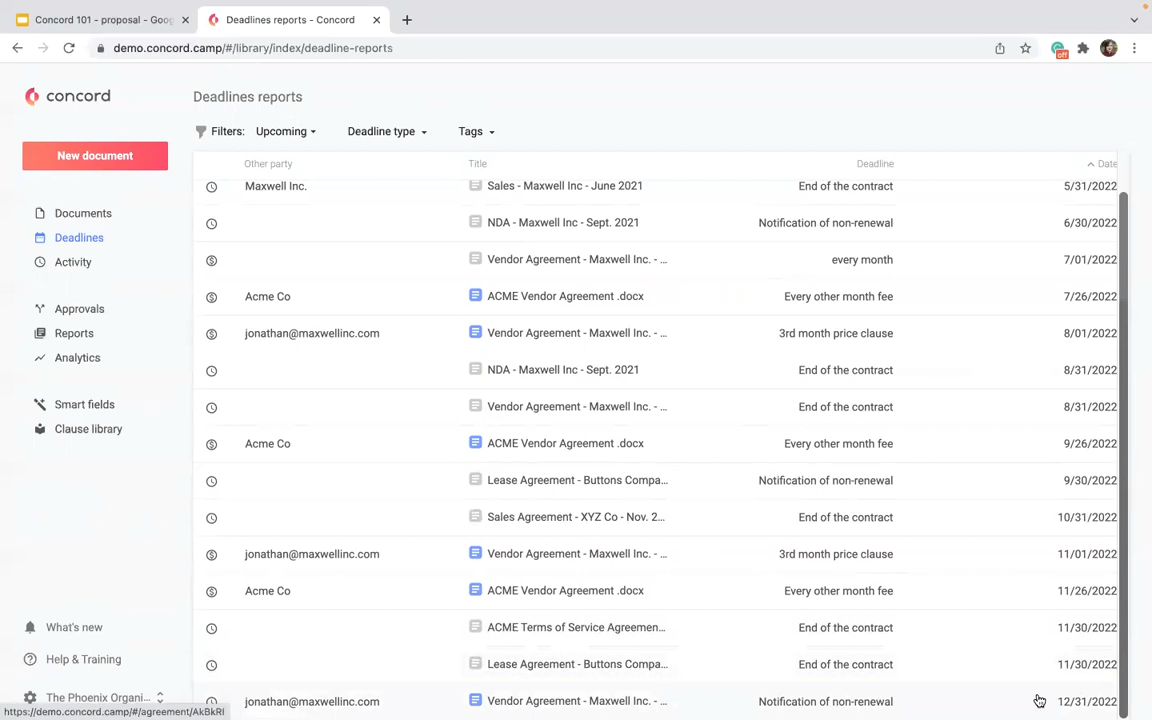 Concord 101 - proposal - Goog
Deadlines reports - Concord
demo.concord.camp/#/library/index/deadline-reports
off
concord
New document
Documents
Deadlines
Activity
Approvals
Reports
Analytics
Smart fields
Clause library
What's new
Help & Training
The Phoenix Organi...
https://demo.concord.camp/#/agreement/AkBkRl
Deadlines reports
Filters: Upcoming Deadline type Tags
Other party Title Deadline Date
Maxwell Inc. Sales - Maxwell Inc - June 2021 End of the contract 5/31/2022
NDA - Maxwell Inc - Sept. 2021 Notification of non-renewal 6/30/2022
Vendor Agreement - Maxwell Inc. - ... every month 7/01/2022
Acme Co ACME Vendor Agreement .docx Every other month fee 7/26/2022
jonathan@maxwellinc.com Vendor Agreement - Maxwell Inc. - ... 3rd month price clause 8/01/2022
NDA - Maxwell Inc - Sept. 2021 End of the contract 8/31/2022
Vendor Agreement - Maxwell Inc. - ... End of the contract 8/31/2022
Acme Co ACME Vendor Agreement .docx Every other month fee 9/26/2022
Lease Agreement - Buttons Compa... Notification of non-renewal 9/30/2022
Sales Agreement - XYZ Co - Nov. 2... End of the contract 10/31/2022
jonathan@maxwellinc.com Vendor Agreement - Maxwell Inc. - ... 3rd month price clause 11/01/2022
Acme Co ACME Vendor Agreement .docx Every other month fee 11/26/2022
ACME Terms of Service Agreemen... End of the contract 11/30/2022
Lease Agreement - Buttons Compa... End of the contract 11/30/2022
jonathan@maxwellinc.com Vendor Agreement - Maxwell Inc. - ... Notification of non-renewal 12/31/2022